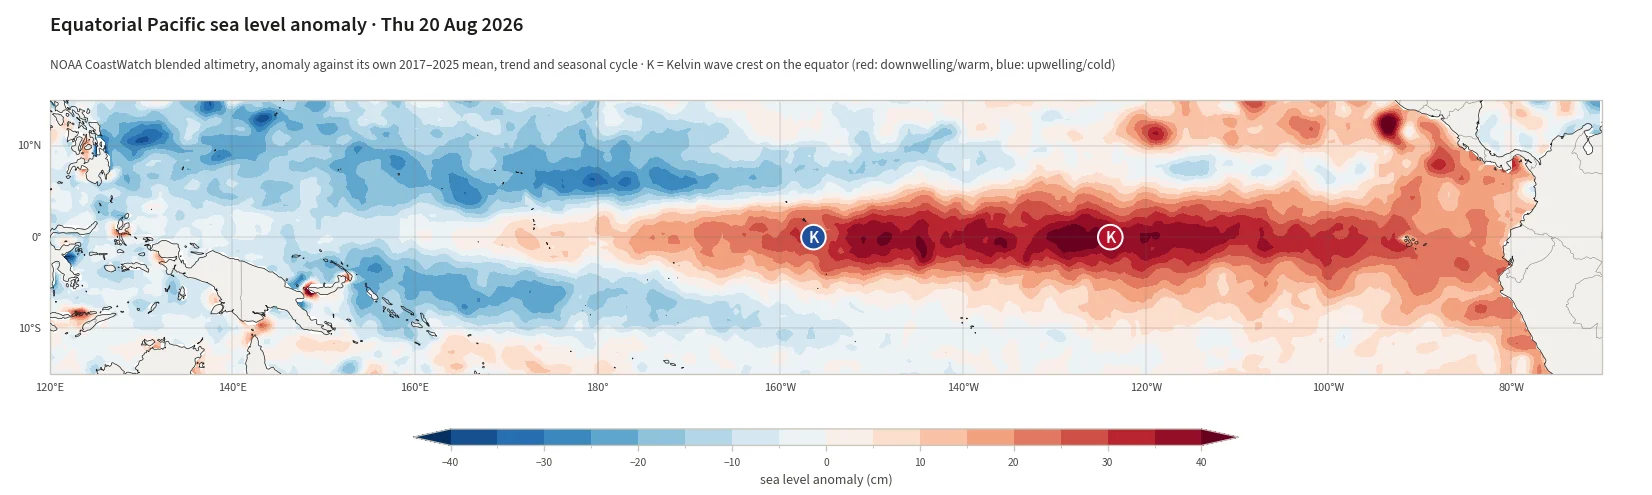 Equatorial Pacific sea level anomaly · Thu 20 Aug 2026
NOAA CoastWatch blended altimetry, anomaly against its own 2017–2025 mean, trend and seasonal cycle · K = Kelvin wave crest on the equator (red: downwelling/warm, blue: upwelling/cold)
10°N
0°
K K
10°S
120°E 140°E 160°E 180° 160°W 140°W 120°W 100°W 80°W
−40 −30 −20 −10 0 10 20 30 40
sea level anomaly (cm)